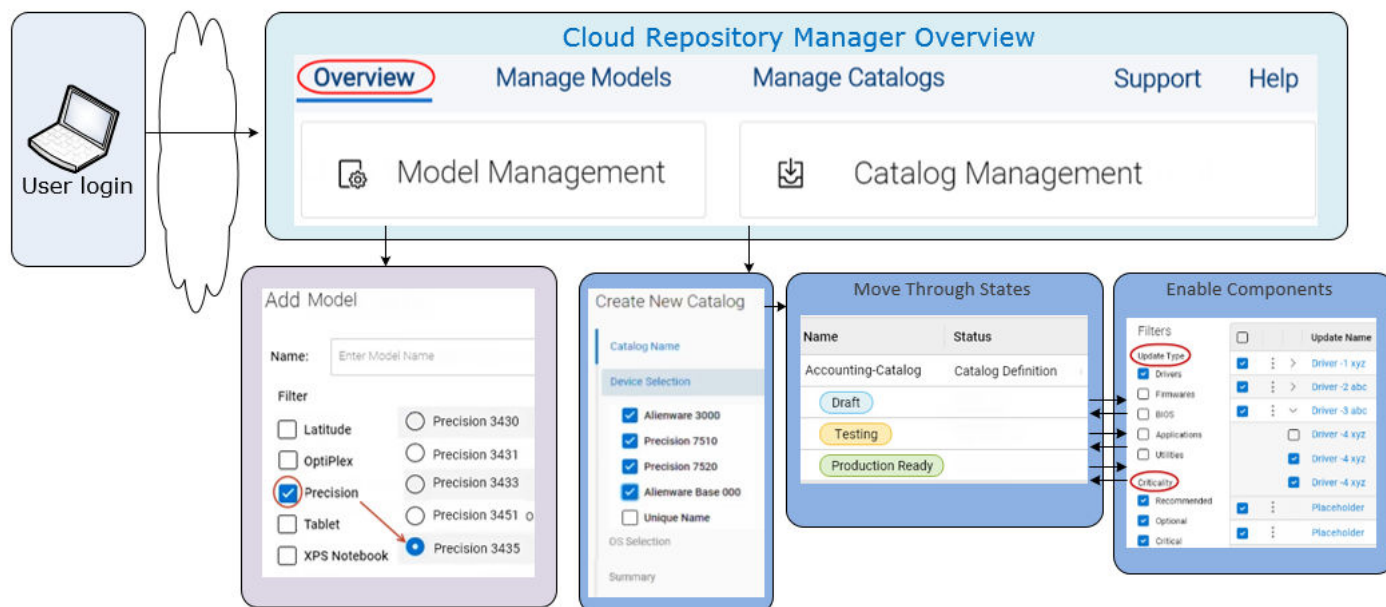 User login
Cloud Repository Manager Overview
Overview
Manage Models
Manage Catalogs
Support
Help
Model Management
Catalog Management
Add Model
Name:
Enter Model Name
Filter
Latitude
OptiPlex
Precision
Tablet
XPS Notebook
Precision 3430
Precision 3431
Precision 3433
Precision 3451 O
Precision 3435
Create New Catalog
Catalog Name
Device Selection
Alienware 3000
Precision 7510
Precision 7520
Alienware Base 000
Unique Name
OS Selection
Summary
Move Through States
Name Status
Accounting-Catalog Catalog Definition
Draft
Testing
Production Ready
Enable Components
Filters
Update Type
Drivers
Firmwares
BIOS
Applications
Utilities
Criticality
Recommended
Optional
Critical
Update Name
Driver -1 xyz
Driver -2 abc
Driver -3 abc
Driver -4 xyz
Driver -4 xyz
Driver -4 xyz
Placeholder
Placeholder